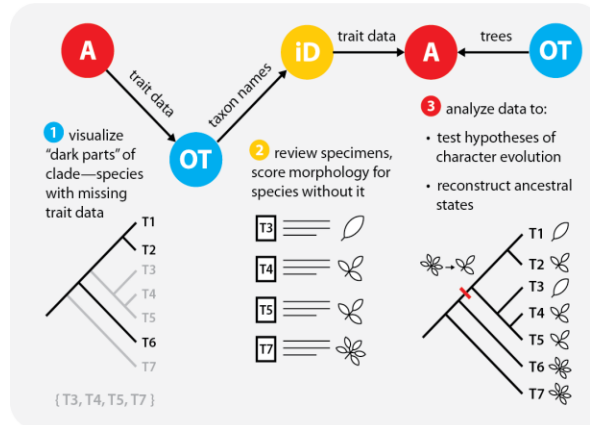 A
trait data
OT
taxon names
iD
trait data
A
trees
OT
1 visualize
“dark parts” of
clade—species
with missing
trait data
T1
T2
T3
T4
T5
T6
T7
{ T3, T4, T5, T7 }
2 review specimens,
score morphology for
species without it
T3
T4
T5
T7
3 analyze data to:
• test hypotheses of
character evolution
• reconstruct ancestral
states
T1
T2
T3
T4
T5
T6
T7